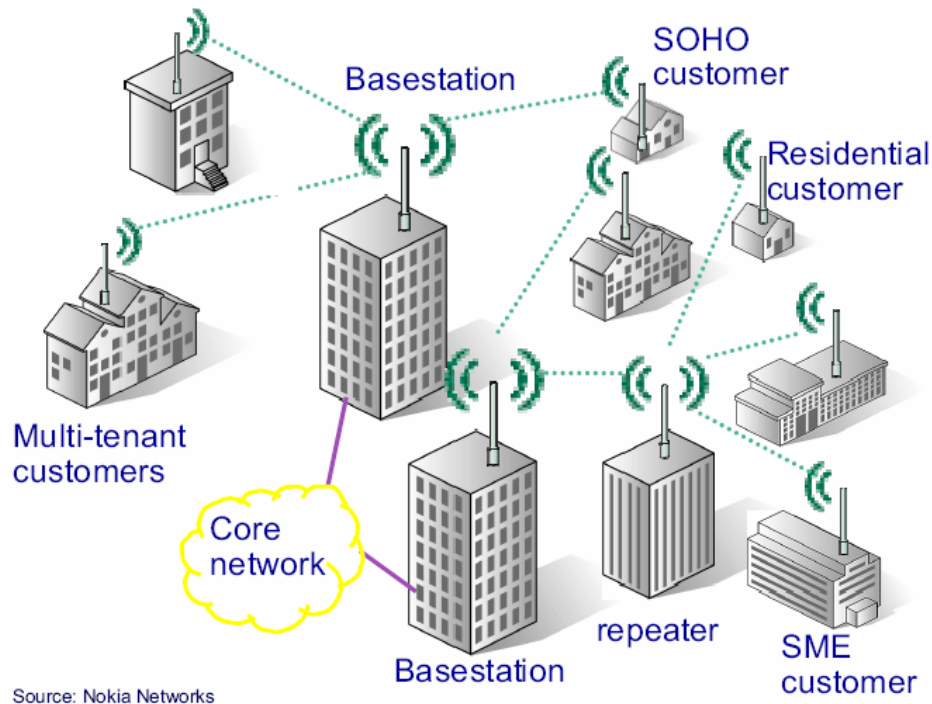 Basestation
SOHO
customer
Residential
customer
Multi-tenant
customers
Core
network
Basestation
repeater
SME
customer
Source: Nokia Networks